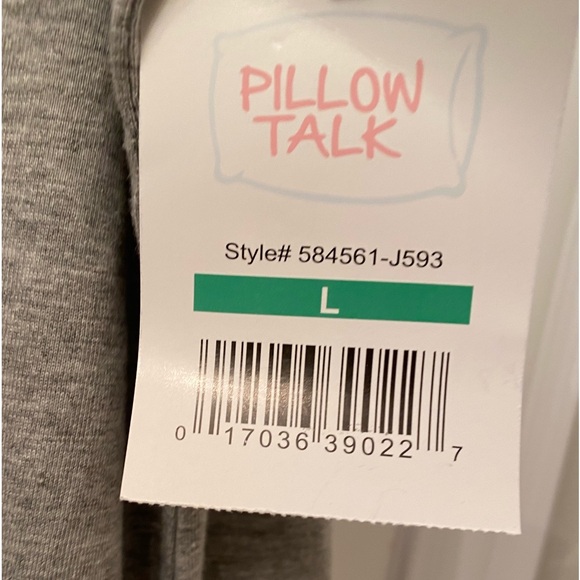 PILLOW
TALK
Style# 584561-J593
L
0 17036 39022 7